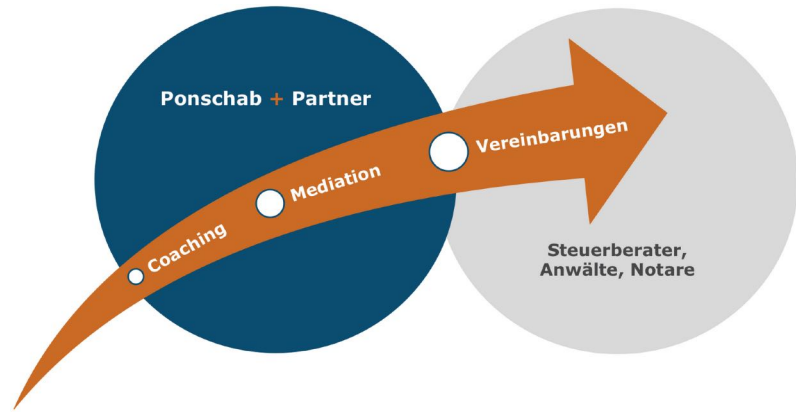 Ponschab + Partner
Coaching
Mediation
Vereinbarungen
Steuerberater,
Anwälte, Notare